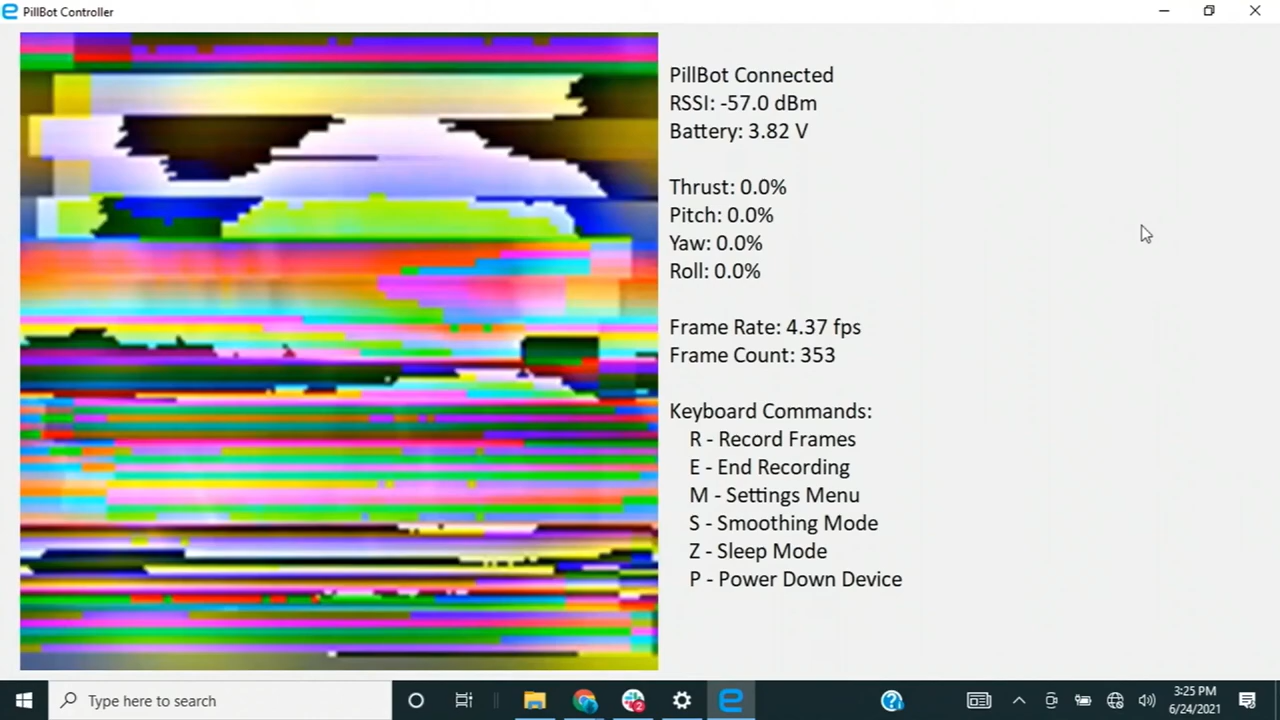 PillBot Controller
PillBot Connected
RSSI: -57.0 dBm
Battery: 3.82 V
Thrust: 0.0%
Pitch: 0.0%
Yaw: 0.0%
Roll: 0.0%
Frame Rate: 4.37 fps
Frame Count: 353
Keyboard Commands:
R - Record Frames
E - End Recording
M - Settings Menu
S - Smoothing Mode
Z - Sleep Mode
P - Power Down Device
Type here to search
2
3:25 PM
6/24/2021